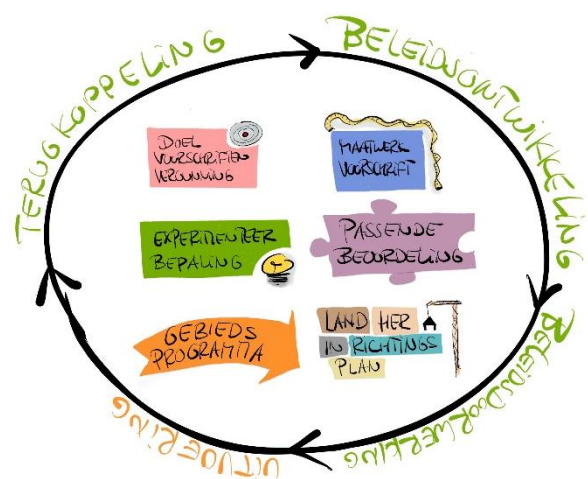 TERUGKOPPELING
BELEIDSONTWIKKELING
DOEL
VOORSCHRIFTEN
VERGUNNING
MAATWERK
VOORSCHRIFT
EXPERIMENTEER
BEPALING
PASSENDE
BEOORDELING
GEBIEDS
PROGRAMMA
LAND HER
IN RICHTINGS
PLAN
BELEIDSDOORWERKING
UITVOERING